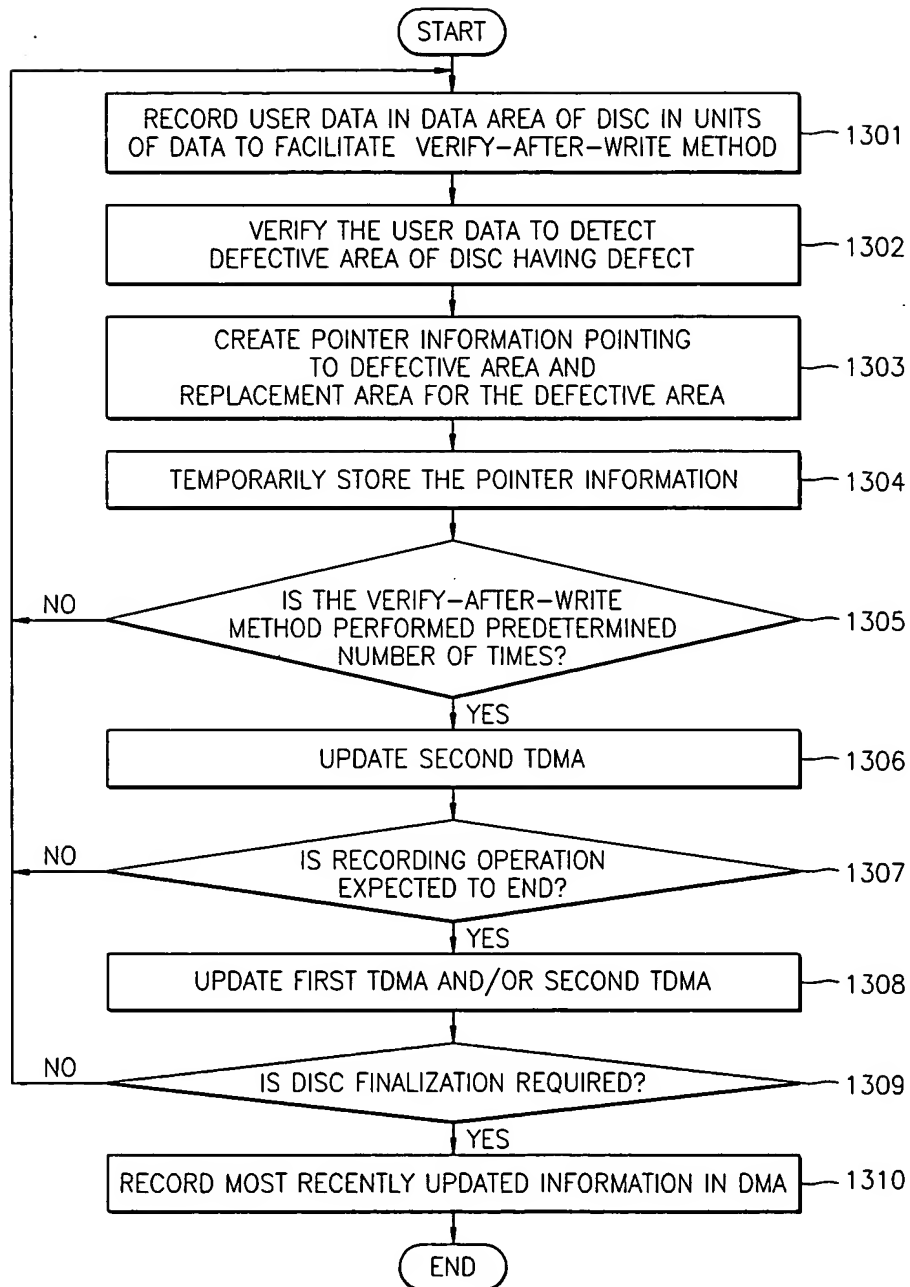 START
RECORD USER DATA IN DATA AREA OF DISC IN UNITS
OF DATA TO FACILITATE VERIFY-AFTER-WRITE METHOD
1301
VERIFY THE USER DATA TO DETECT
DEFECTIVE AREA OF DISC HAVING DEFECT
1302
CREATE POINTER INFORMATION POINTING
TO DEFECTIVE AREA AND
REPLACEMENT AREA FOR THE DEFECTIVE AREA
1303
TEMPORARILY STORE THE POINTER INFORMATION
1304
NO
IS THE VERIFY-AFTER-WRITE
METHOD PERFORMED PREDETERMINED
NUMBER OF TIMES?
1305
YES
UPDATE SECOND TDMA
1306
NO
IS RECORDING OPERATION
EXPECTED TO END?
1307
YES
UPDATE FIRST TDMA AND/OR SECOND TDMA
1308
NO
IS DISC FINALIZATION REQUIRED?
1309
YES
RECORD MOST RECENTLY UPDATED INFORMATION IN DMA
1310
END